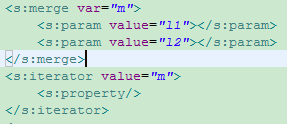 <s:merge var="m">
    <s:param value="l1"></s:param>
    <s:param value="l2"></s:param>
</s:merge>
<s:iterator value="m">
    <s:property/>
</s:iterator>